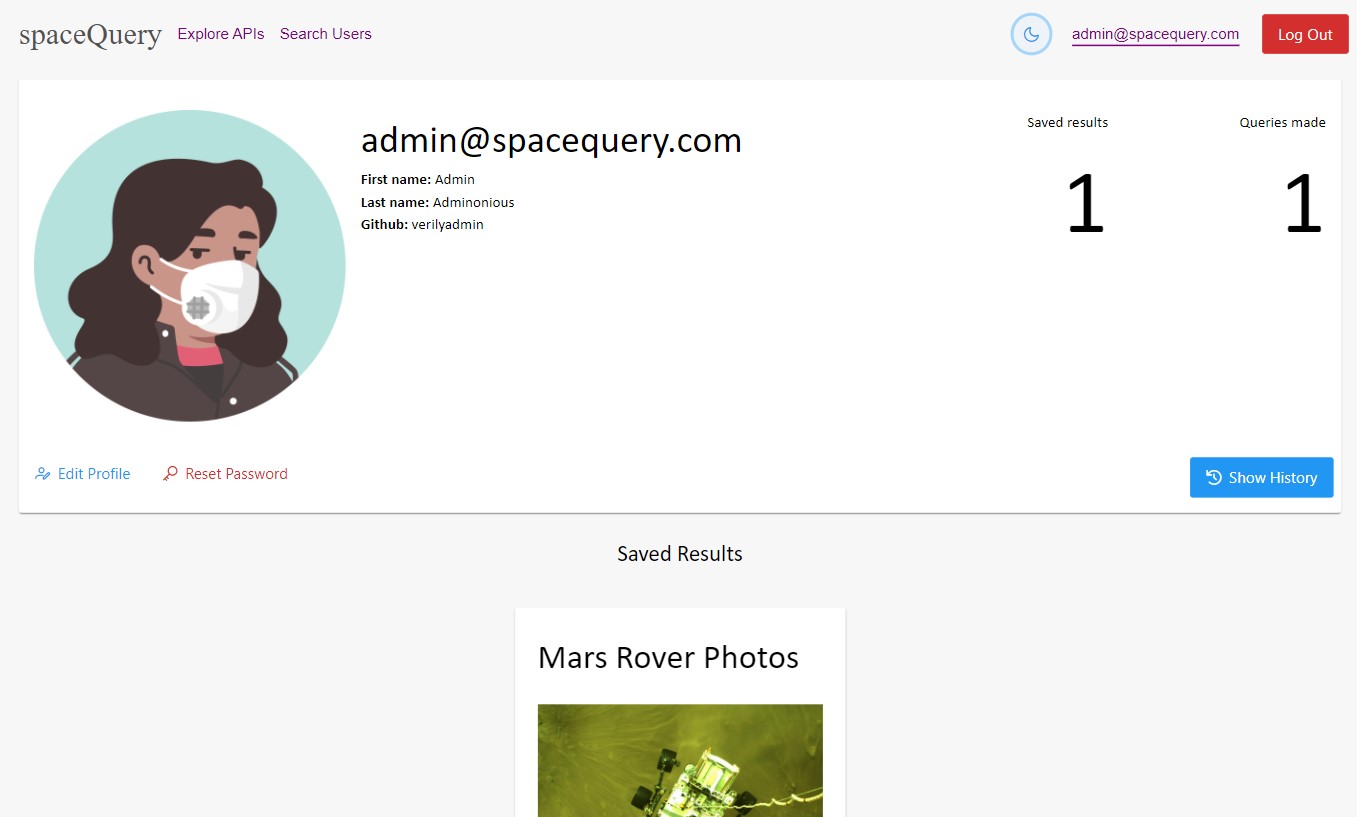 spaceQuery Explore APIs Search Users admin@spacequery.com Log Out
admin@spacequery.com
First name: Admin
Last name: Adminonious
Github: verilyadmin
Saved results
1
Queries made
1
Edit Profile Reset Password Show History
Saved Results
Mars Rover Photos